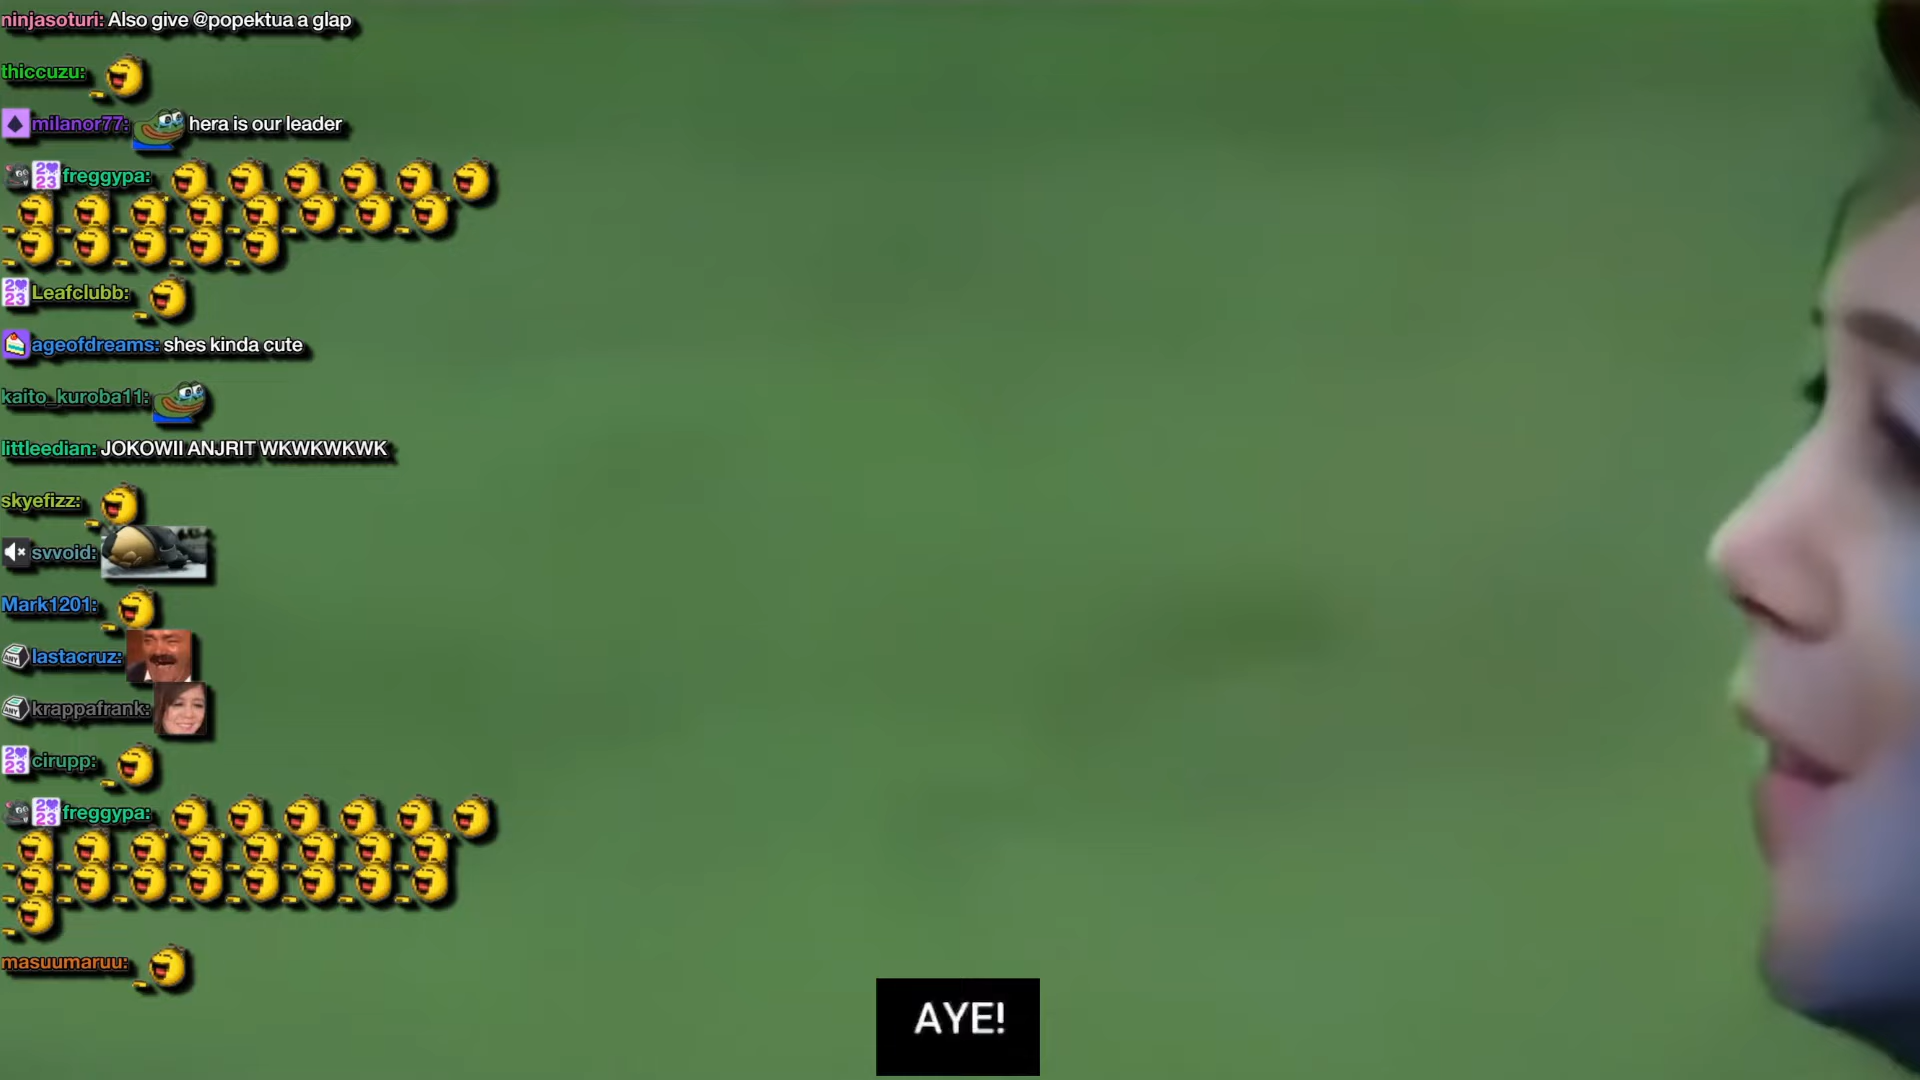 ninjasoturi: Also give @popektua a glap
thiccuzu:
milanor77: hera is our leader
freggypa:
Leafclubb:
ageofdreams: shes kinda cute
kaito_kuroba11:
littleedian: JOKOWII ANJRIT WKWKWKWK
skyefizz:
svvoid:
Mark1201:
lastacruz:
krappafrank:
cirupp:
freggypa:
masuumaruu:
AYE!